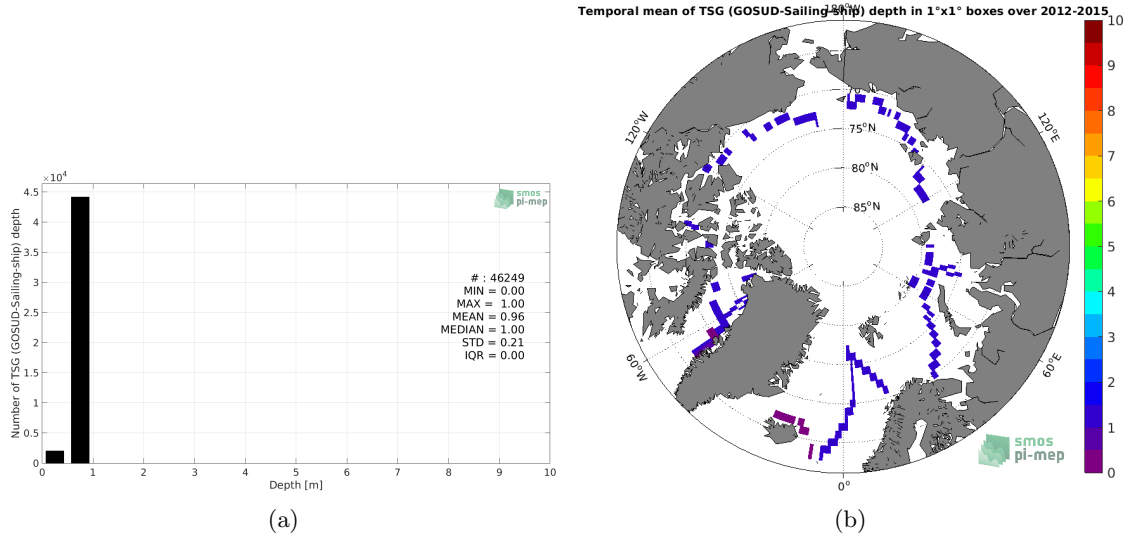 Temporal mean of TSG (GOSUD-Sailing-ship) depth in 1°x1° boxes over 2012-2015
180°W
120°W
120°E
75°N
80°N
85°N
60°W
60°E
0°
10
9
8
7
6
5
4
3
2
1
0
smos
pi-mep
×10⁴
4.5
4
3.5
3
2.5
2
1.5
1
0.5
0
Number of TSG (GOSUD-Sailing-ship) depth
smos
pi-mep
# : 46249
MIN = 0.00
MAX = 1.00
MEAN = 0.96
MEDIAN = 1.00
STD = 0.21
IQR = 0.00
0 1 2 3 4 5 6 7 8 9 10
Depth [m]
(a)
(b)